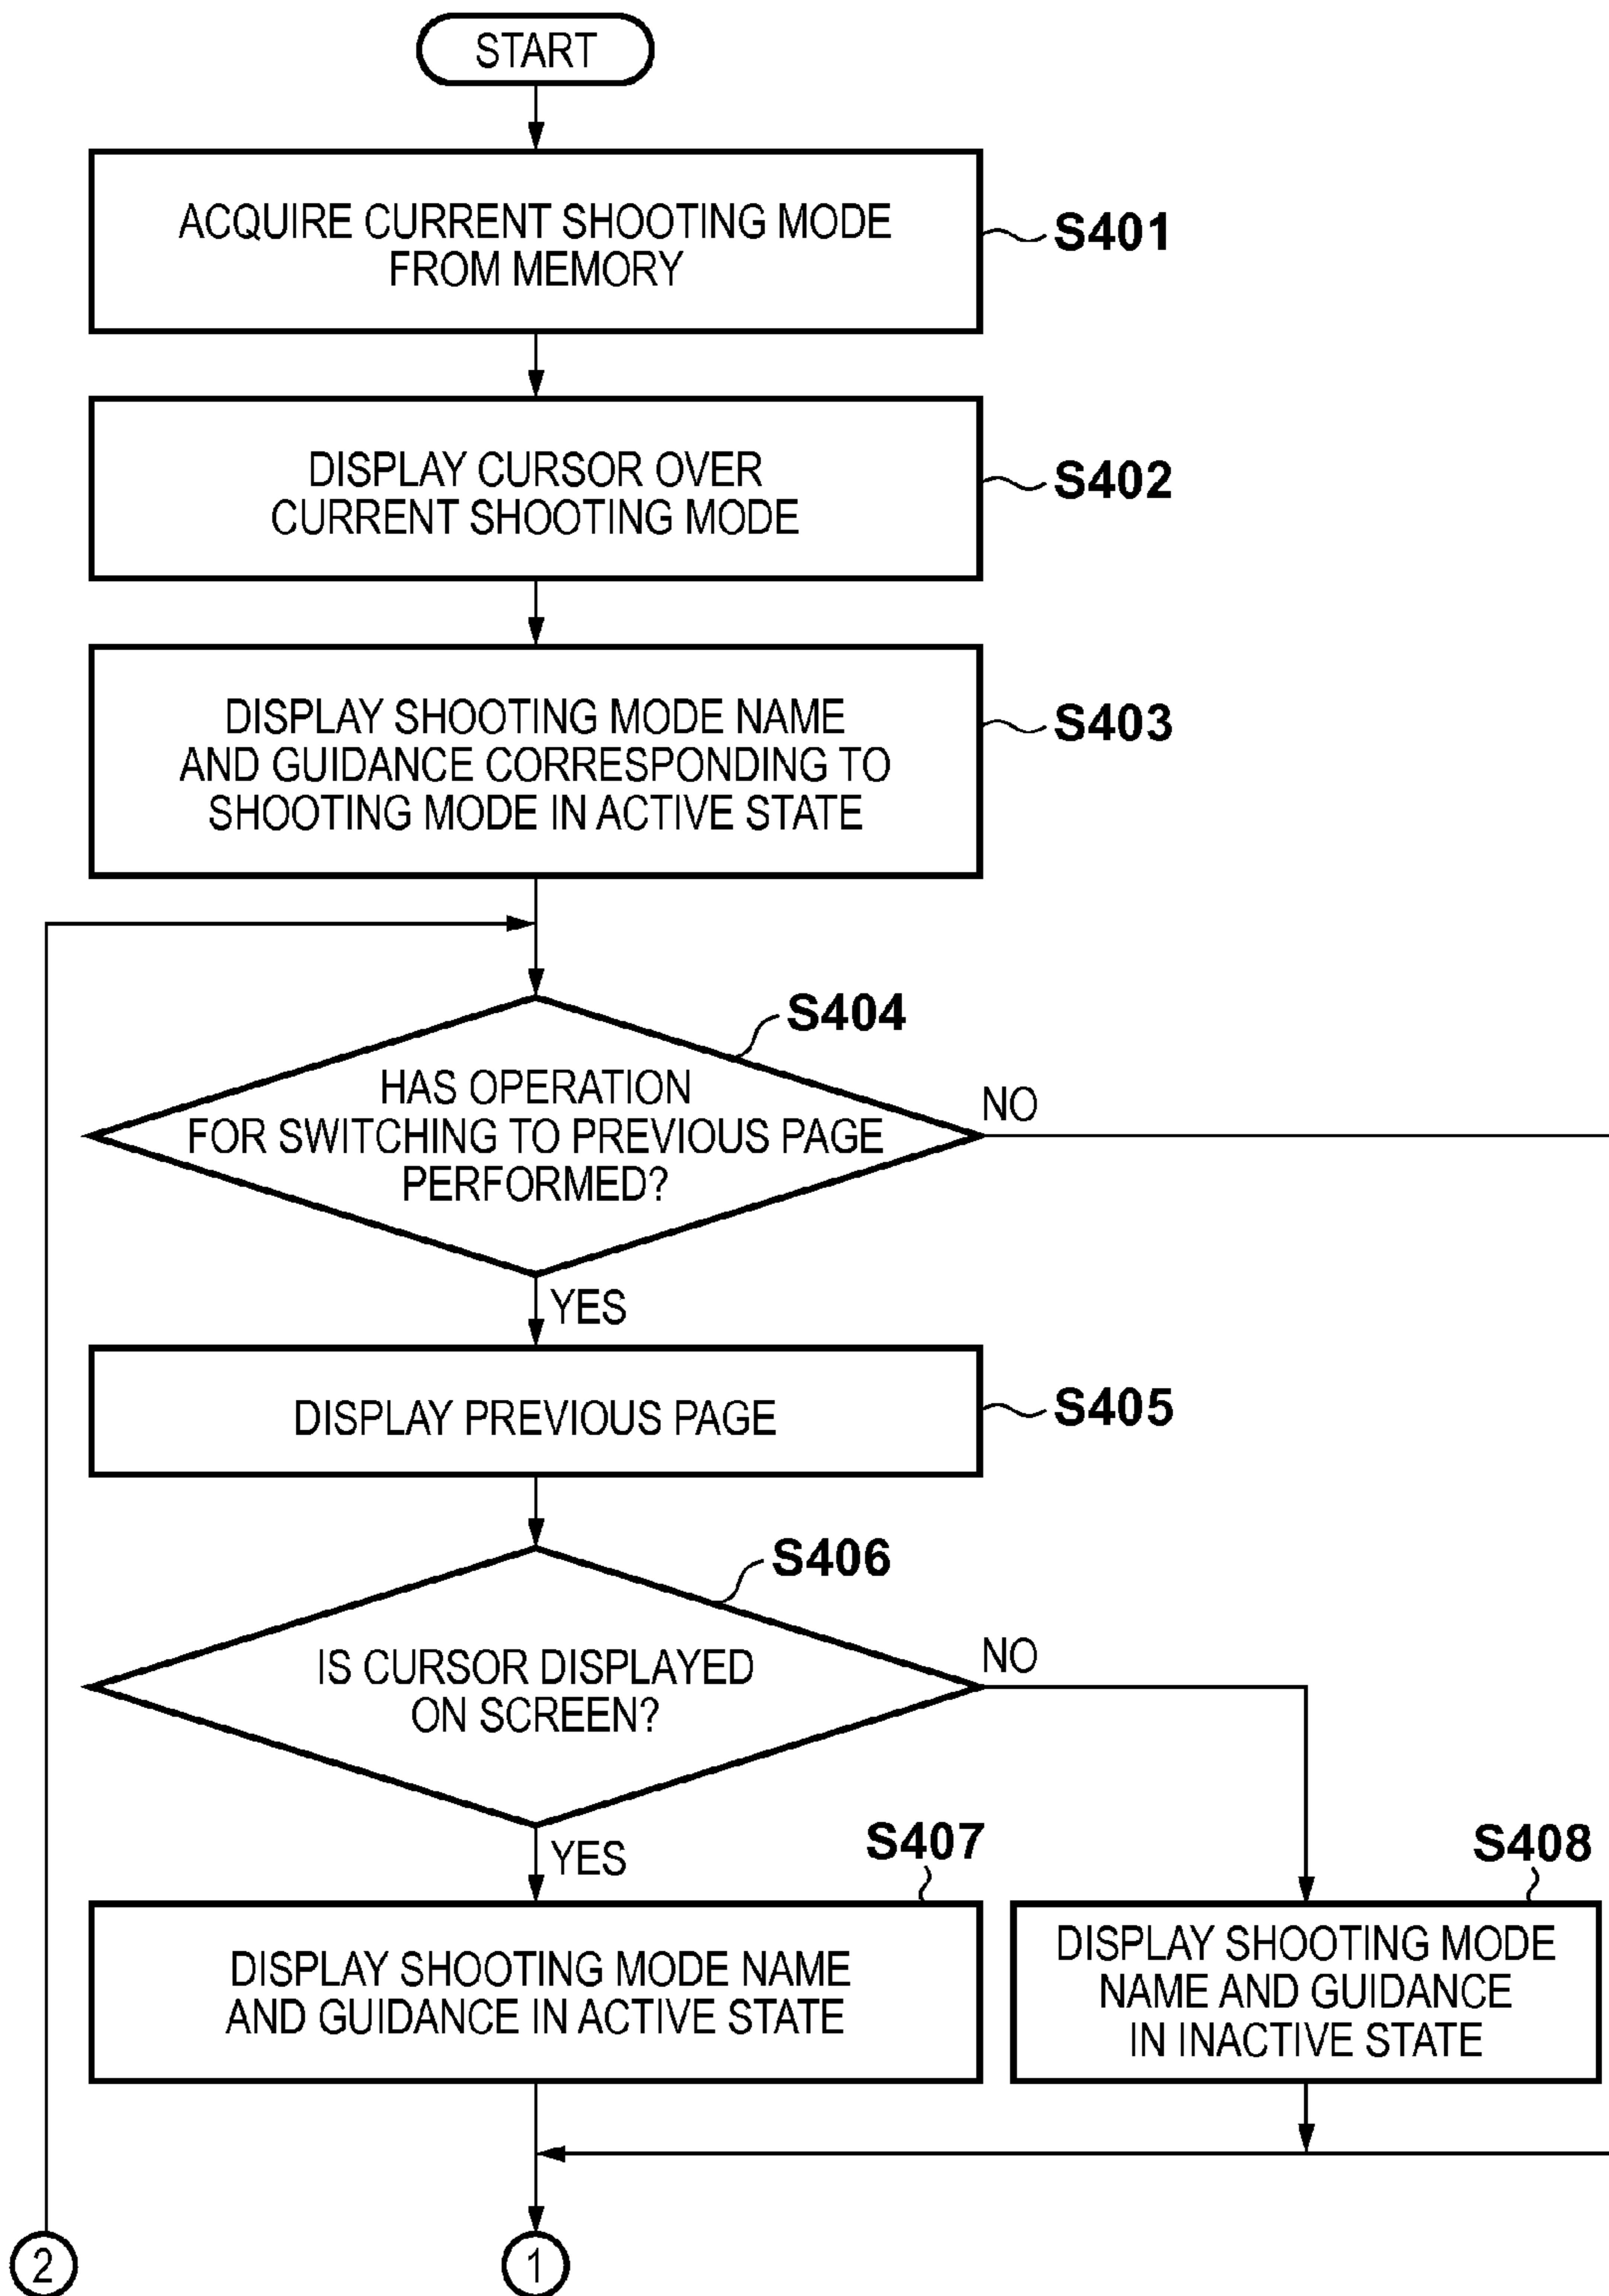 START
ACQUIRE CURRENT SHOOTING MODE
FROM MEMORY
S401
DISPLAY CURSOR OVER
CURRENT SHOOTING MODE
S402
DISPLAY SHOOTING MODE NAME
AND GUIDANCE CORRESPONDING TO
SHOOTING MODE IN ACTIVE STATE
S403
S404
HAS OPERATION
FOR SWITCHING TO PREVIOUS PAGE
PERFORMED?
NO
YES
DISPLAY PREVIOUS PAGE
S405
S406
IS CURSOR DISPLAYED
ON SCREEN?
NO
YES
S407
DISPLAY SHOOTING MODE NAME
AND GUIDANCE IN ACTIVE STATE
S408
DISPLAY SHOOTING MODE
NAME AND GUIDANCE
IN INACTIVE STATE
2
1